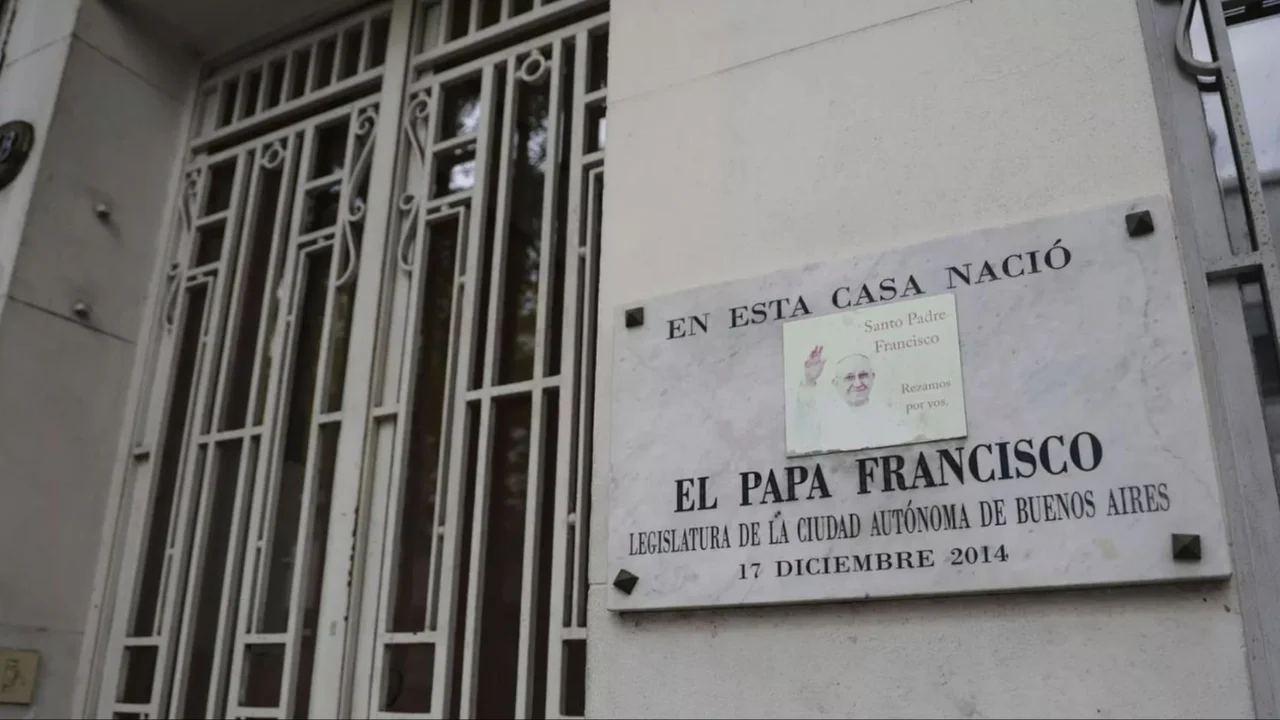 EN ESTA CASA NACIÓ
Santo Padre
Francisco
Rezamos
por vos.
EL PAPA FRANCISCO
LEGISLATURA DE LA CIUDAD AUTÓNOMA DE BUENOS AIRES
17 DICIEMBRE 2014